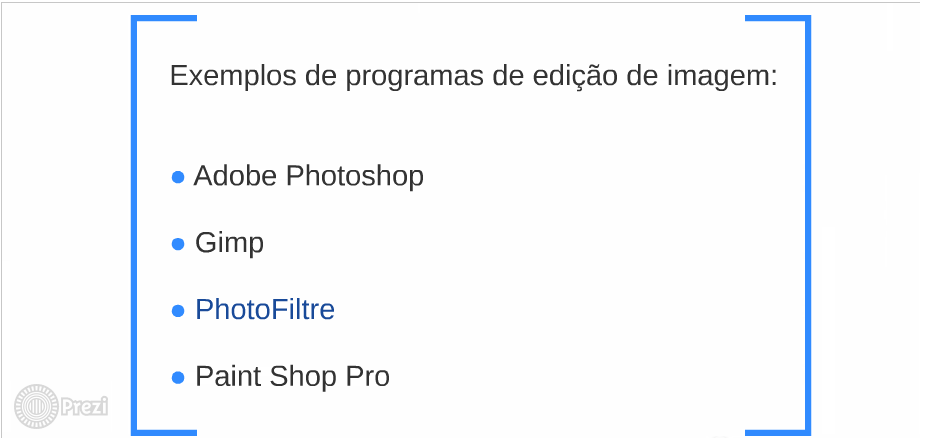 Exemplos de programas de edição de imagem:
● Adobe Photoshop
● Gimp
● PhotoFiltre
● Paint Shop Pro
Prezi